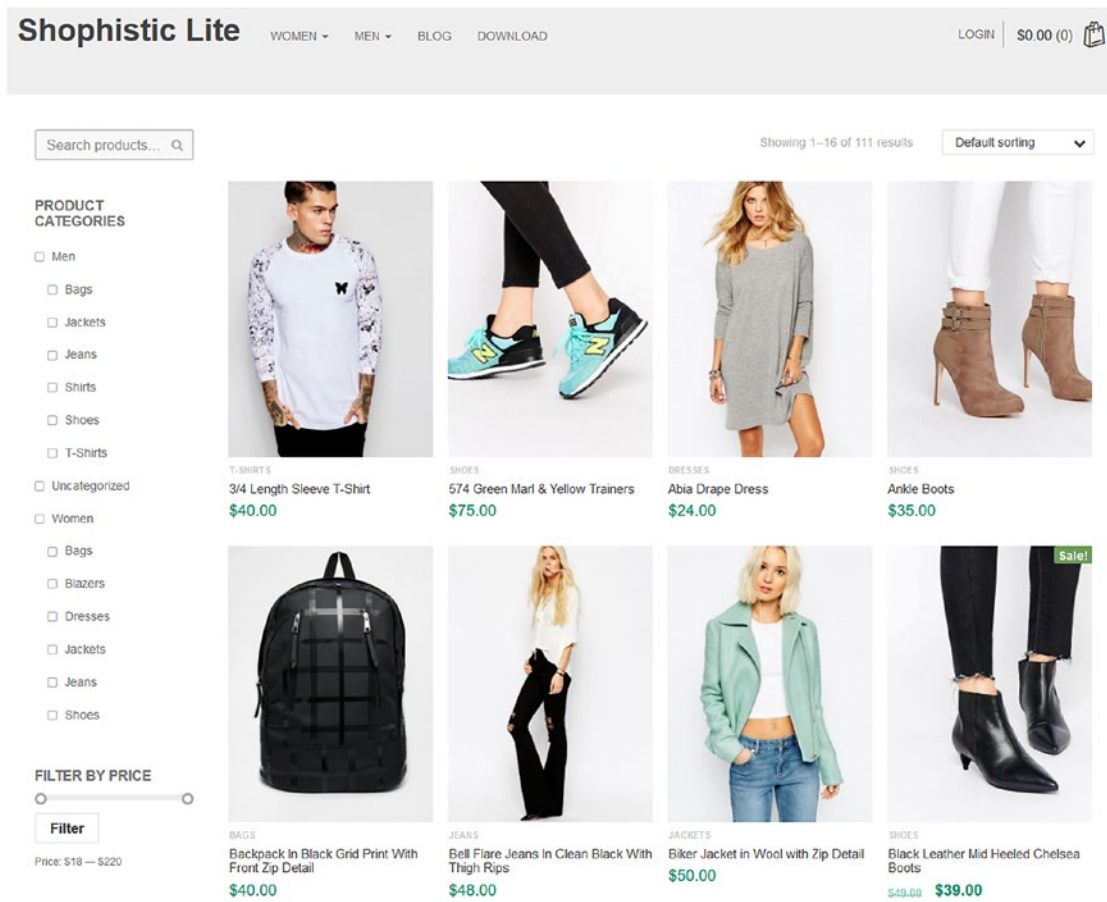 Shophistic Lite
WOMEN
MEN
BLOG
DOWNLOAD
LOGIN
$0.00 (0)
Search products...
Showing 1–16 of 111 results
Default sorting
PRODUCT
CATEGORIES
Men
Bags
Jackets
Jeans
Shirts
Shoes
T-Shirts
Uncategorized
Women
Bags
Blazers
Dresses
Jackets
Jeans
Shoes
FILTER BY PRICE
Filter
Price: $18 — $220
T-SHIRTS
3/4 Length Sleeve T-Shirt
$40.00
N
N
SHOES
574 Green Marl & Yellow Trainers
$75.00
DRESSES
Abia Drape Dress
$24.00
SHOES
Ankle Boots
$35.00
BAGS
Backpack In Black Grid Print With
Front Zip Detail
$40.00
JEANS
Bell Flare Jeans In Clean Black With
Thigh Rips
$48.00
JACKETS
Biker Jacket in Wool with Zip Detail
$50.00
Sale!
SHOES
Black Leather Mid Heeled Chelsea
Boots
$49.00 $39.00